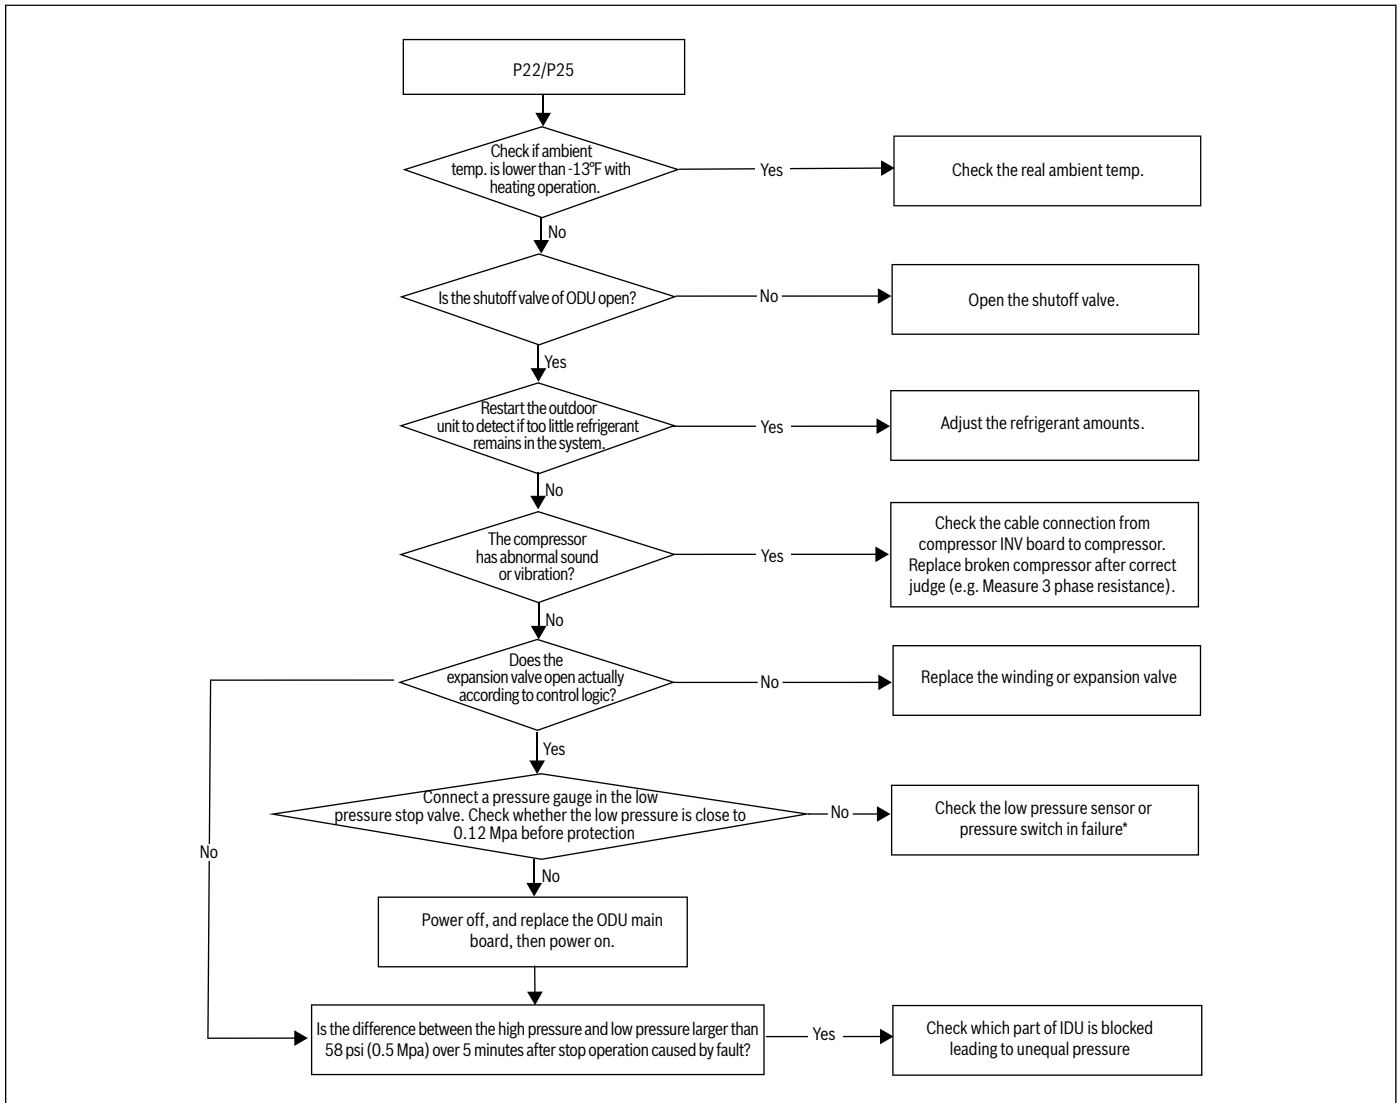 P22/P25
Check if ambient
temp. is lower than -13°F with
heating operation.
Yes
Check the real ambient temp.
No
Is the shutoff valve of ODU open?
No
Open the shutoff valve.
Yes
Restart the outdoor
unit to detect if too little refrigerant
remains in the system.
Yes
Adjust the refrigerant amounts.
No
The compressor
has abnormal sound
or vibration?
Yes
Check the cable connection from
compressor INV board to compressor.
Replace broken compressor after correct
judge (e.g. Measure 3 phase resistance).
No
Does the
expansion valve open actually
according to control logic?
No
Replace the winding or expansion valve
Yes
Connect a pressure gauge in the low
pressure stop valve. Check whether the low pressure is close to
0.12 Mpa before protection
No
Check the low pressure sensor or
pressure switch in failure*
No
No
Power off, and replace the ODU main
board, then power on.
Is the difference between the high pressure and low pressure larger than
58 psi (0.5 Mpa) over 5 minutes after stop operation caused by fault?
Yes
Check which part of IDU is blocked
leading to unequal pressure